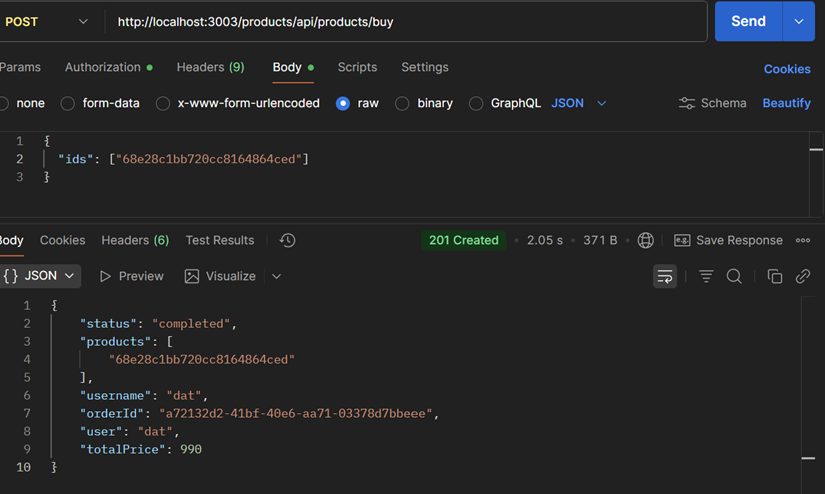 POST http://localhost:3003/products/api/products/buy Send
Params Authorization Headers (9) Body Scripts Settings Cookies
none form-data x-www-form-urlencoded raw binary GraphQL JSON Schema Beautify
1 {
2 "ids": ["68e28c1bb720cc8164864ced"]
3 }
Body Cookies Headers (6) Test Results 201 Created • 2.05 s • 371 B • e.g. Save Response
{} JSON Preview Visualize
1 {
2 "status": "completed",
3 "products": [
4 "68e28c1bb720cc8164864ced"
5 ],
6 "username": "dat",
7 "orderId": "a72132d2-41bf-40e6-aa71-03378d7bbeee",
8 "user": "dat",
9 "totalPrice": 990
10 }